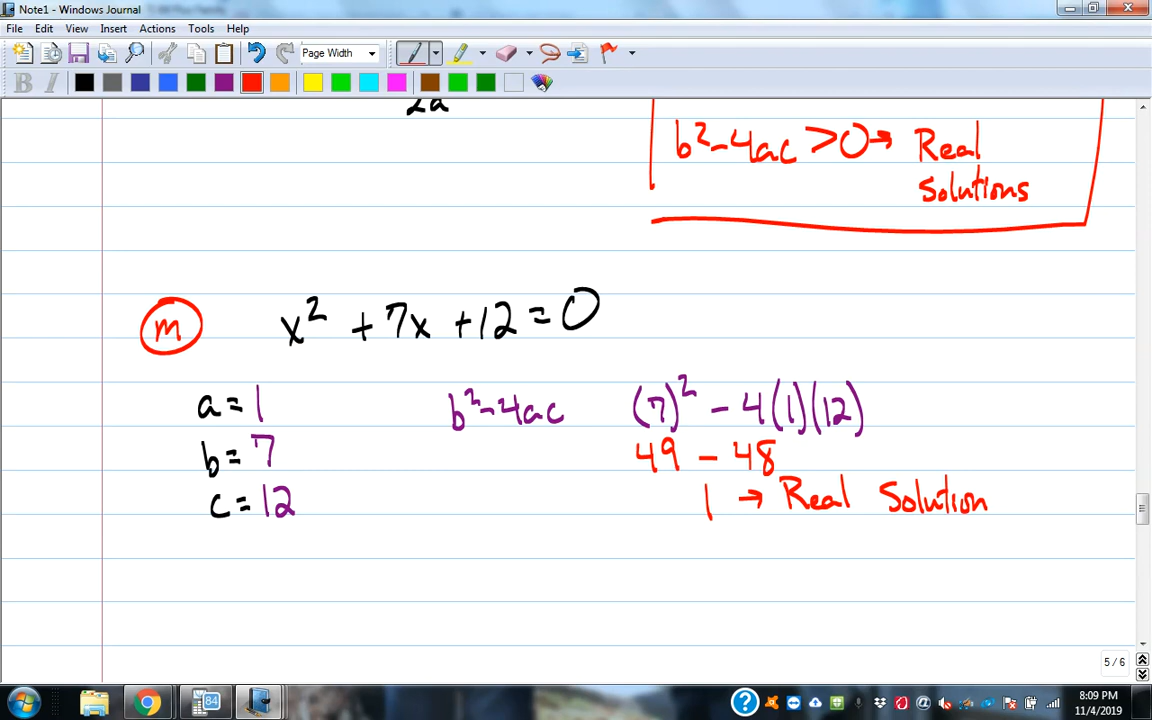 Note1 - Windows Journal
File Edit View Insert Actions Tools Help
Page Width
B I
2a
b²-4ac >0→ Real
Solutions
m x² +7x +12=0
a=1 b²-4ac (7)² - 4(1)(12)
b=7 49 - 48
c=12 1 → Real Solution
5 / 6
84
8:09 PM
11/4/2019